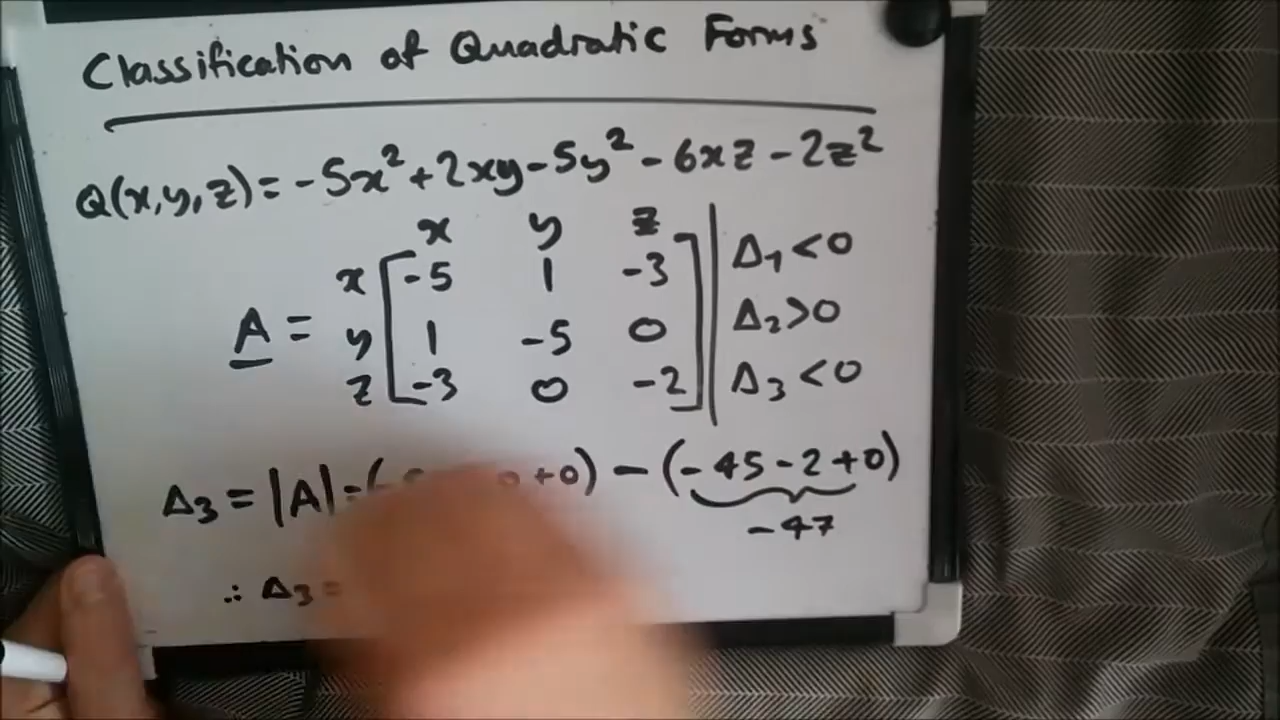 Classification of Quadratic Forms
Q(x,y,z)=-5x²+2xy-5y²-6xz-2z²
x y z
x [-5 1 -3] | Δ₁<0
A = y [1 -5 0] | Δ₂>0
z [-3 0 -2] | Δ₃<0
Δ₃=|A|=( +0)-(-45-2+0)
-47
∴ Δ₃=